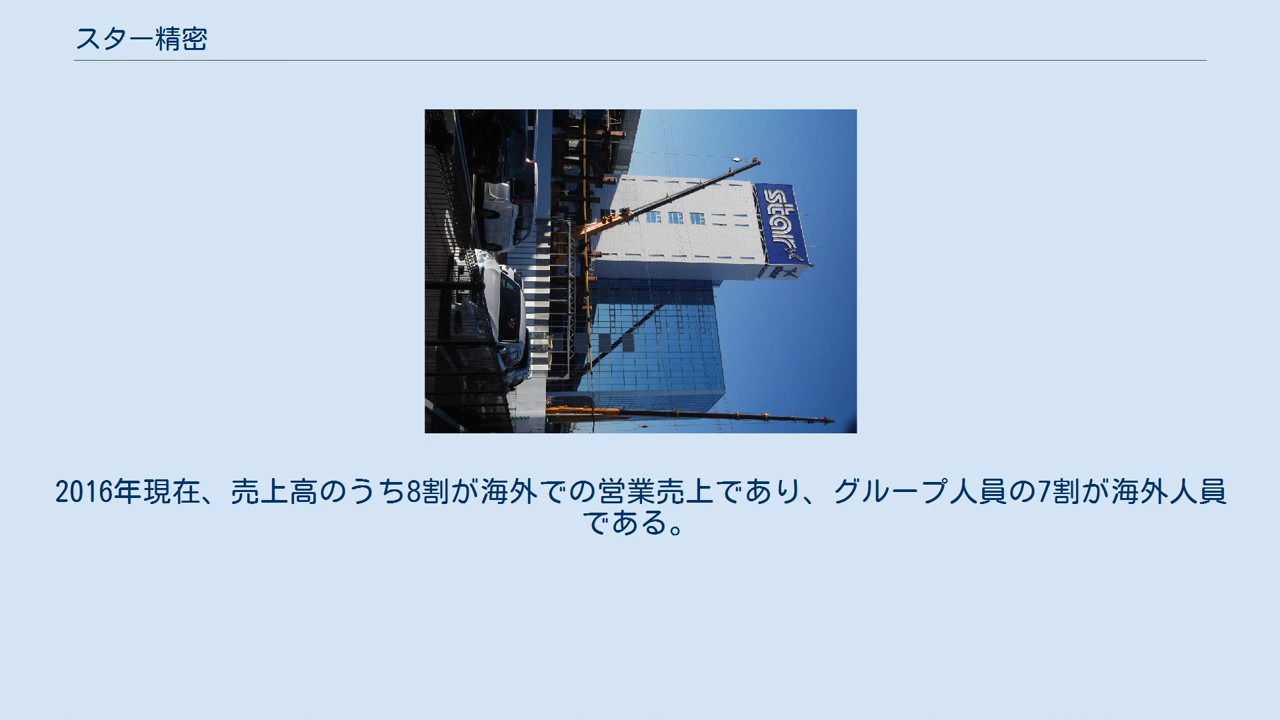 スター精密
star
2016年現在、売上高のうち8割が海外での営業売上であり、グループ人員の7割が海外人員
である。